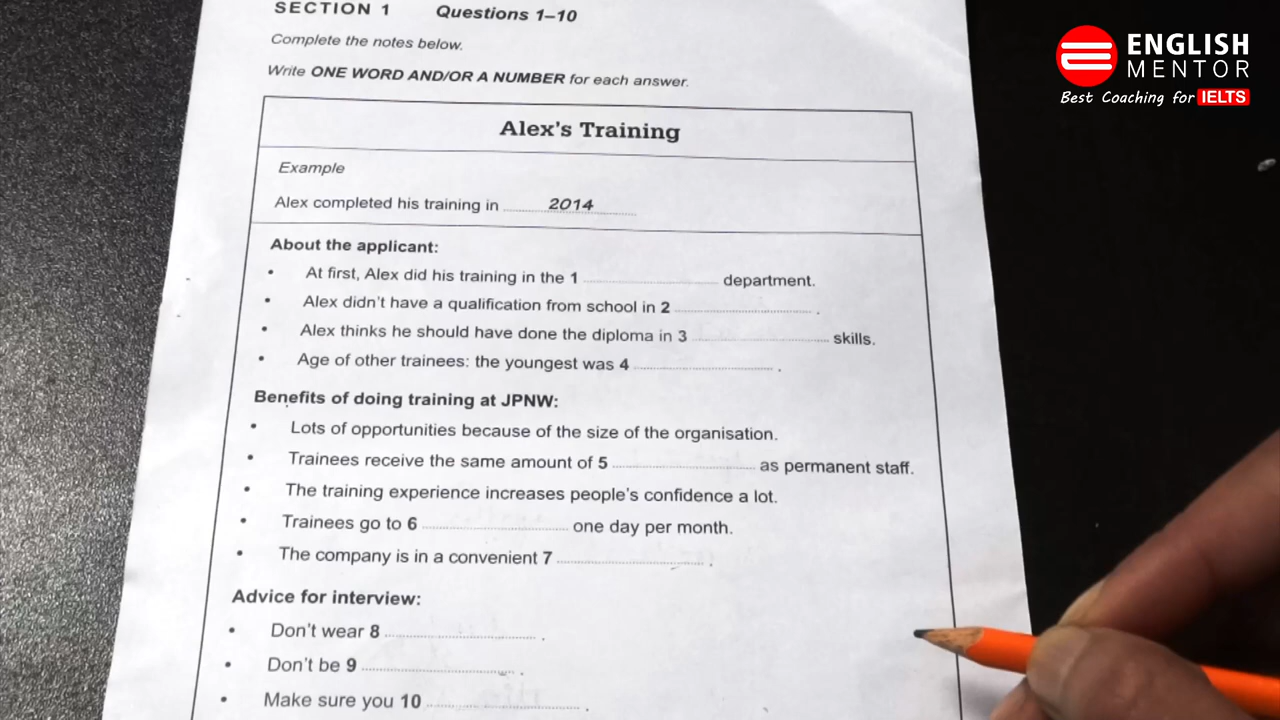 SECTION 1 Questions 1–10
Complete the notes below.
Write ONE WORD AND/OR A NUMBER for each answer.
Alex's Training
Example
Alex completed his training in ........ 2014 ........
About the applicant:
• At first, Alex did his training in the 1 ........................ department.
• Alex didn't have a qualification from school in 2 ........................ .
• Alex thinks he should have done the diploma in 3 ........................ skills.
• Age of other trainees: the youngest was 4 ........................ .
Benefits of doing training at JPNW:
• Lots of opportunities because of the size of the organisation.
• Trainees receive the same amount of 5 ........................ as permanent staff.
• The training experience increases people's confidence a lot.
• Trainees go to 6 ........................ one day per month.
• The company is in a convenient 7 ........................ .
Advice for interview:
• Don't wear 8 ........................ .
• Don't be 9 ........................ .
• Make sure you 10 ........................ .
ENGLISH
MENTOR
Best Coaching for IELTS